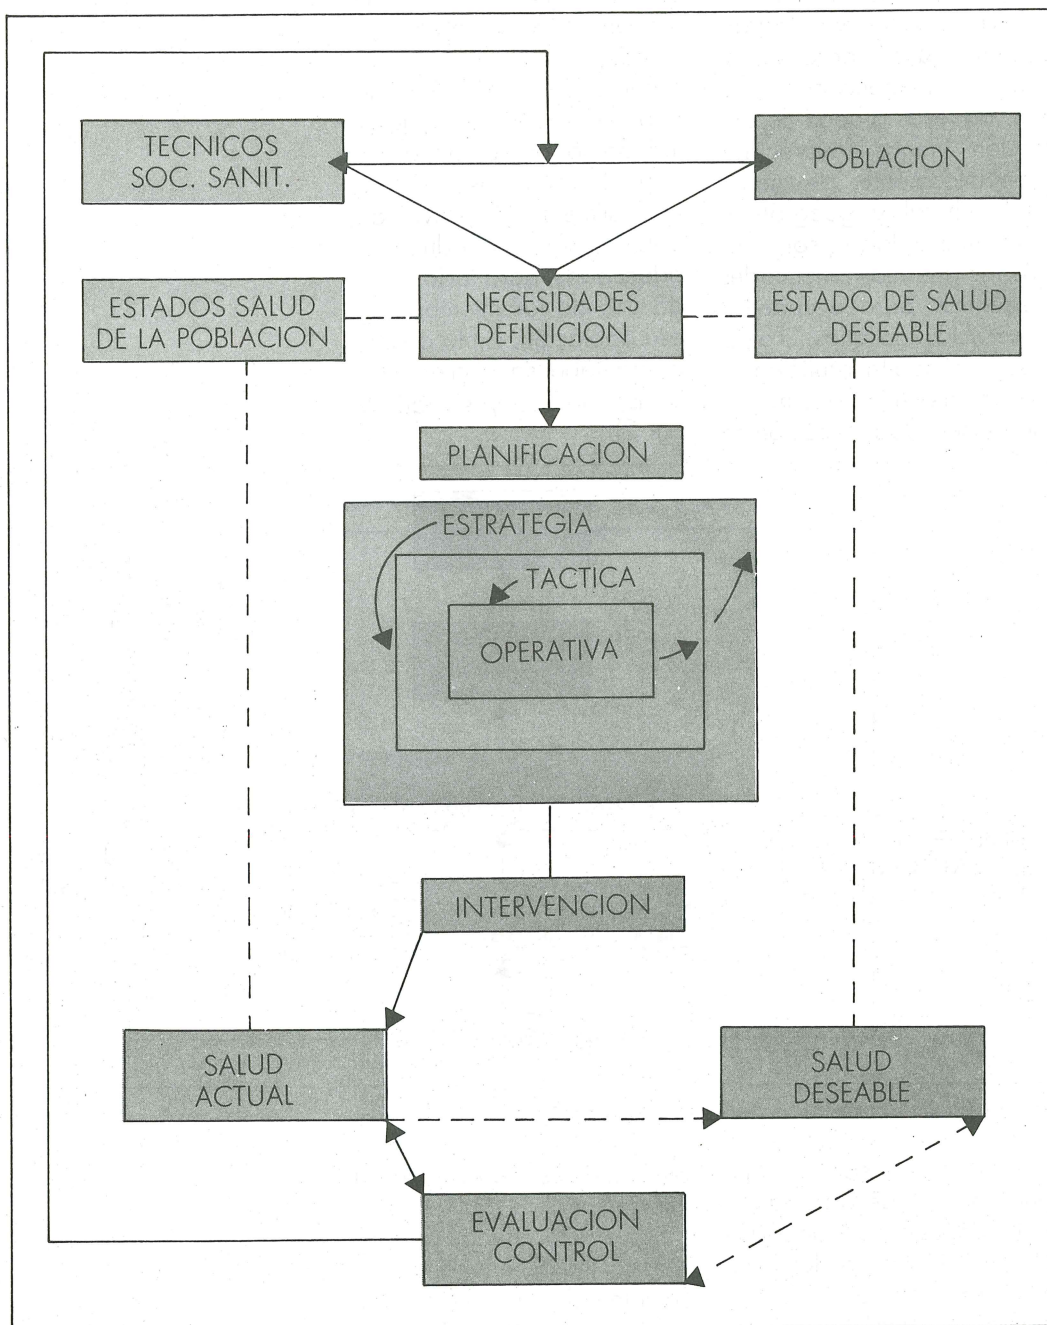 TECNICOS
SOC. SANIT.
POBLACION
ESTADOS SALUD
DE LA POBLACION
NECESIDADES
DEFINICION
ESTADO DE SALUD
DESEABLE
PLANIFICACION
ESTRATEGIA
TACTICA
OPERATIVA
INTERVENCION
SALUD
ACTUAL
SALUD
DESEABLE
EVALUACION
CONTROL